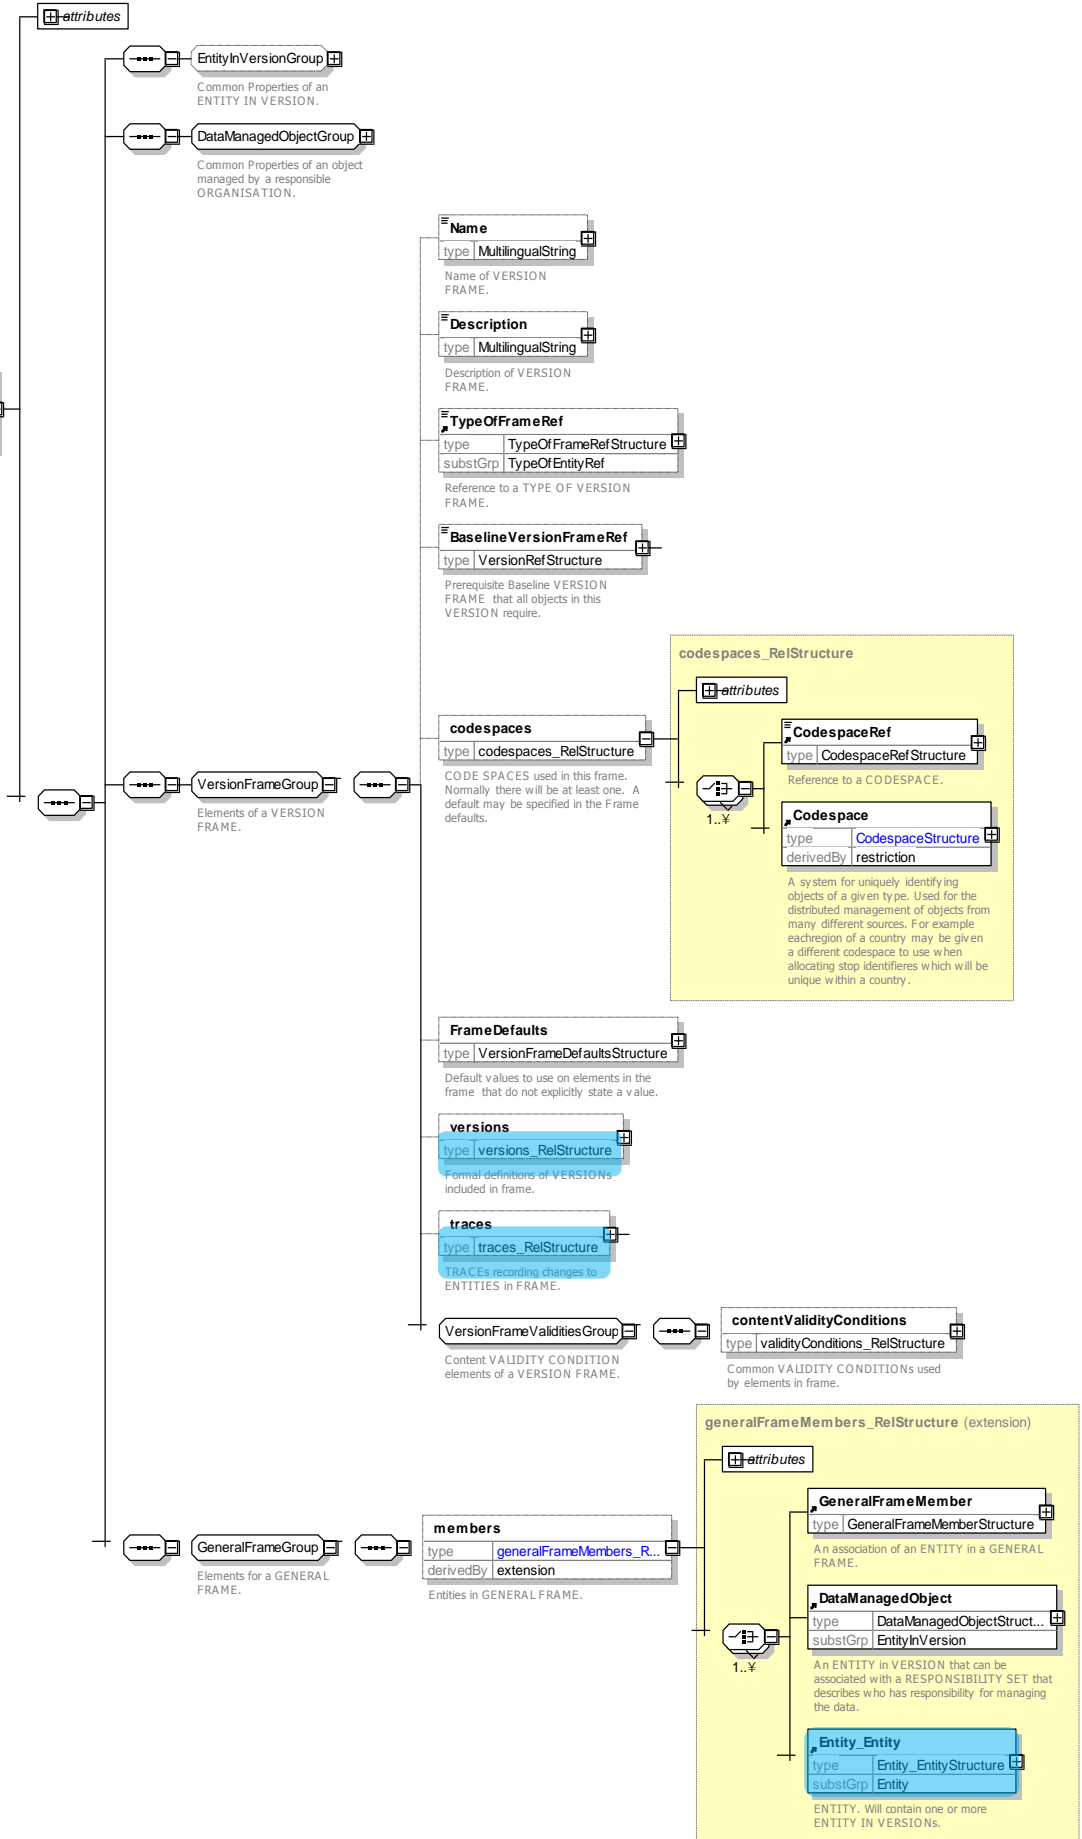 attributes
EntityInVersionGroup
Common Properties of an
ENTITY IN VERSION.
DataManagedObjectGroup
Common Properties of an object
managed by a responsible
ORGANISATION.
Name
type MultilingualString
Name of VERSION
FRAME.
Description
type MultilingualString
Description of VERSION
FRAME.
TypeOfFrameRef
type TypeOfFrameRefStructure
substGrp TypeOfEntityRef
Reference to a TYPE OF VERSION
FRAME.
BaselineVersionFrameRef
type VersionRefStructure
Prerequisite Baseline VERSION
FRAME that all objects in this
VERSION require.
codespaces_RelStructure
attributes
CodespaceRef
type CodespaceRefStructure
Reference to a CODESPACE.
codespaces
type codespaces_RelStructure
CODE SPACES used in this frame.
Normally there will be at least one. A
default may be specified in the Frame
defaults.
1..¥
Codespace
type CodespaceStructure
derivedBy restriction
A system for uniquely identifying
objects of a given type. Used for the
distributed management of objects from
many different sources. For example
eachregion of a country may be given
a different codespace to use when
allocating stop identifieres which will be
unique within a country.
VersionFrameGroup
Elements of a VERSION
FRAME.
FrameDefaults
type VersionFrameDefaultsStructure
Default values to use on elements in the
frame that do not explicitly state a value.
versions
type versions_RelStructure
Formal definitions of VERSIONs
included in frame.
traces
type traces_RelStructure
TRACEs recording changes to
ENTITIES in FRAME.
VersionFrameValiditiesGroup
Content VALIDITY CONDITION
elements of a VERSION FRAME.
contentValidityConditions
type validityConditions_RelStructure
Common VALIDITY CONDITIONs used
by elements in frame.
generalFrameMembers_RelStructure (extension)
attributes
GeneralFrameMember
type GeneralFrameMemberStructure
An association of an ENTITY in a GENERAL
FRAME.
GeneralFrameGroup
Elements for a GENERAL
FRAME.
members
type generalFrameMembers_R...
derivedBy extension
Entities in GENERAL FRAME.
DataManagedObject
type DataManagedObjectStruct...
substGrp EntityInVersion
An ENTITY in VERSION that can be
associated with a RESPONSIBILITY SET that
describes who has responsibility for managing
the data.
1..¥
Entity_Entity
type Entity_EntityStructure
substGrp Entity
ENTITY. Will contain one or more
ENTITY IN VERSIONs.